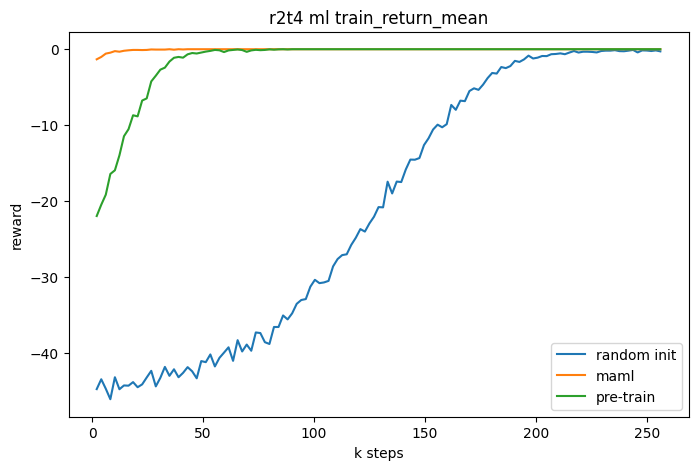 r2t4 ml train_return_mean
0
−10
−20
−30
−40
reward
0
50
100
150
200
250
k steps
random init
maml
pre-train